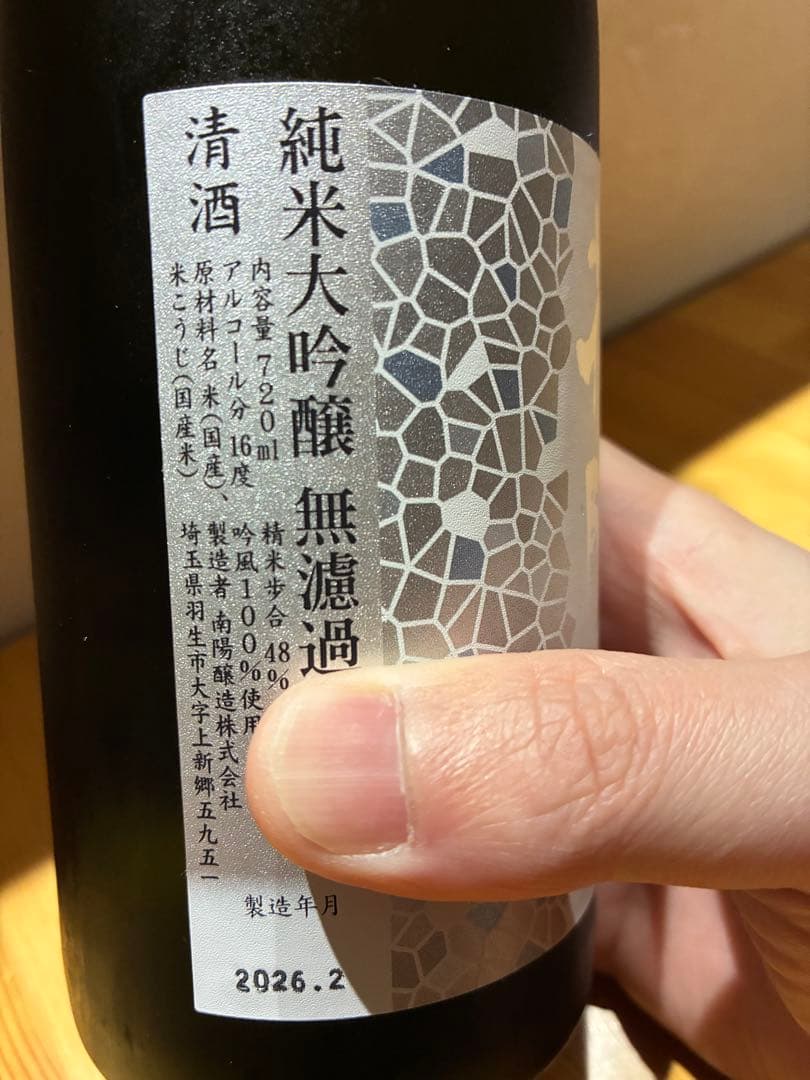 純米大吟醸 無濾過
清酒
内容量 720ml
アルコール分 16度
原材料名 米(国産)、
米こうじ(国産米)
精米歩合 48%
吟風100%使用
製造者 南陽醸造株式会社
埼玉県羽生市大字上新郷五九五一
製造年月
2026.2